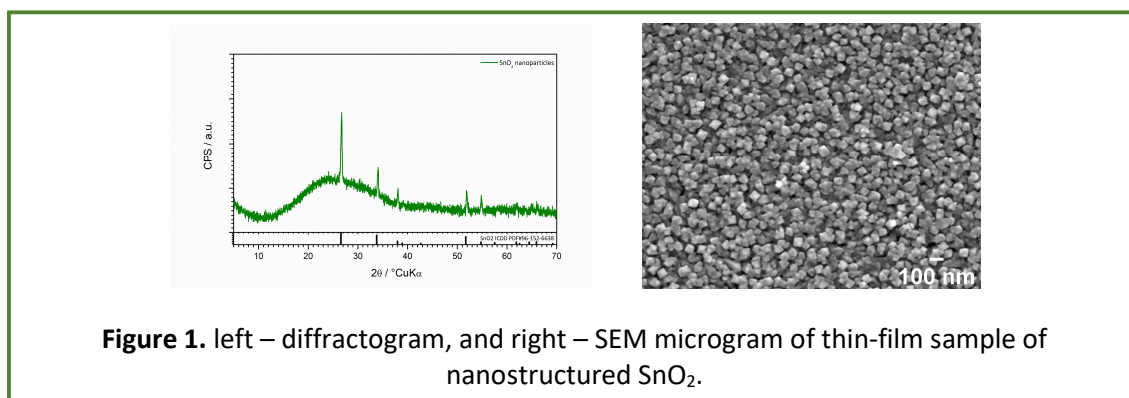 SnO2 nanoparticles
CPS / a.u.
SnO2 ICDD PDF#96-152-6638
10 20 30 40 50 60 70
2θ / °CuKα
100 nm
Figure 1. left – diffractogram, and right – SEM microgram of thin-film sample of
nanostructured SnO₂.